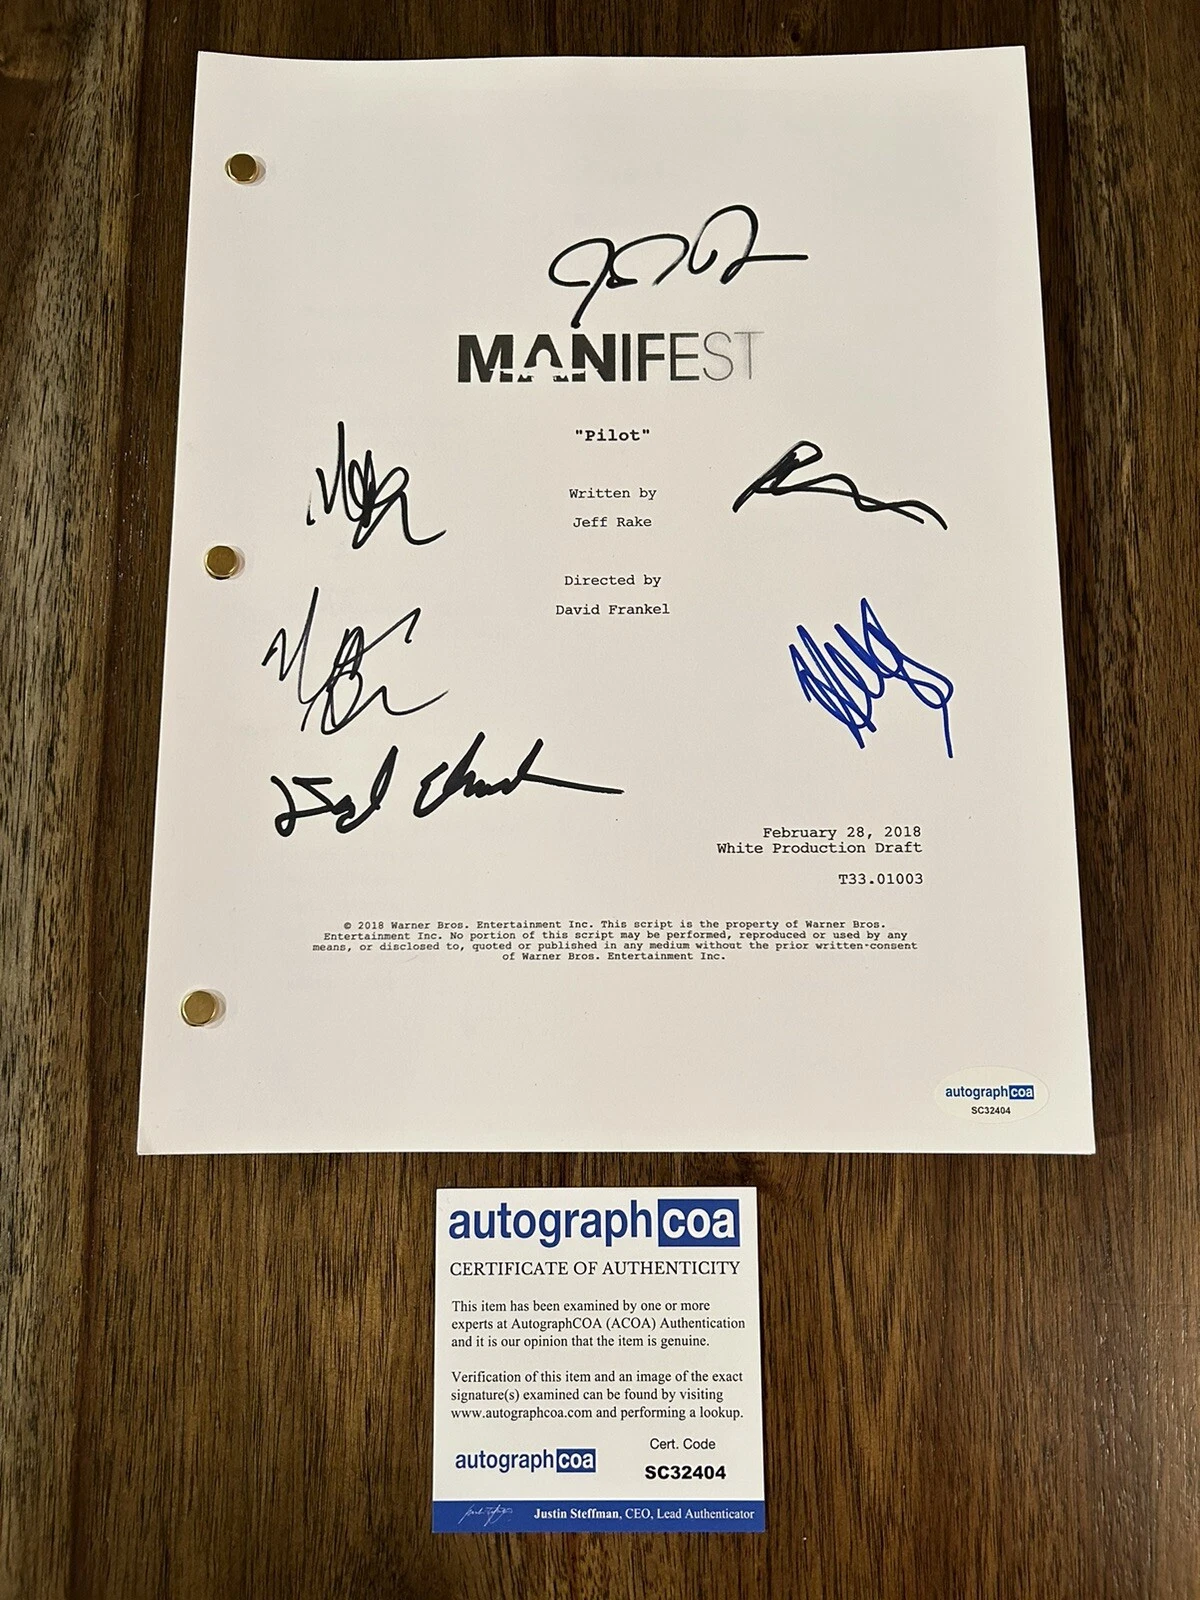 MANIFEST
"Pilot"
Written by
Jeff Rake
Directed by
David Frankel
February 28, 2018
White Production Draft
T33.01003
© 2018 Warner Bros. Entertainment Inc. This script is the property of Warner Bros.
Entertainment Inc. No portion of this script may be performed, reproduced or used by any
means, or disclosed to, quoted or published in any medium without the prior written consent
of Warner Bros. Entertainment Inc.
autographcoa
SC32404
autographcoa
CERTIFICATE OF AUTHENTICITY
This item has been examined by one or more
experts at AutographCOA (ACOA) Authentication
and it is our opinion that the item is genuine.
Verification of this item and an image of the exact
signature(s) examined can be found by visiting
www.autographcoa.com and performing a lookup.
Cert. Code
autographcoa
SC32404
Justin Steffman, CEO, Lead Authenticator